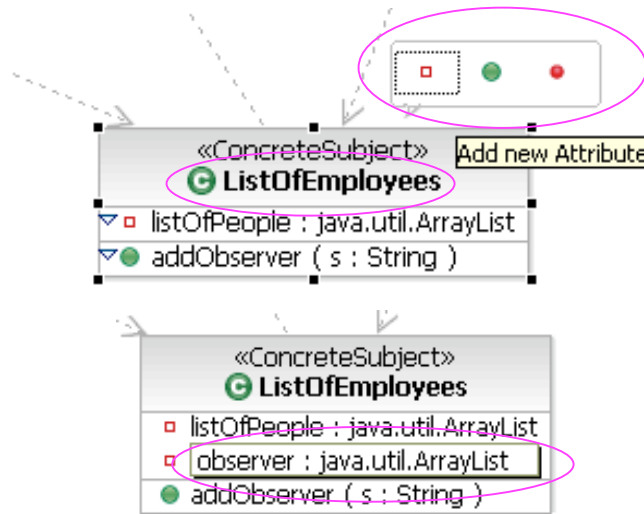 «ConcreteSubject»
Add new Attribute
C ListOfEmployees
listOfPeople : java.util.ArrayList
addObserver ( s : String )
«ConcreteSubject»
C ListOfEmployees
listOfPeople : java.util.ArrayList
observer : java.util.ArrayList
addObserver ( s : String )